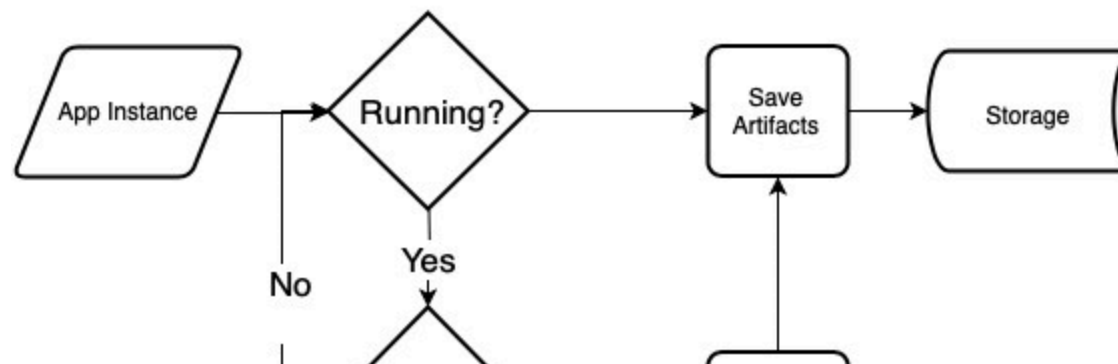 App Instance
Running?
Save
Artifacts
Storage
Yes
No